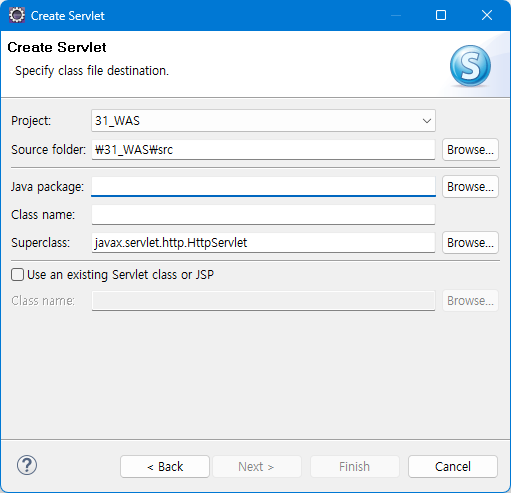 Create Servlet
Create Servlet
Specify class file destination.
S
Project: 31_WAS
Source folder: ₩31_WAS₩src Browse...
Java package: Browse...
Class name:
Superclass: javax.servlet.http.HttpServlet Browse...
Use an existing Servlet class or JSP
Class name: Browse...
? < Back Next > Finish Cancel